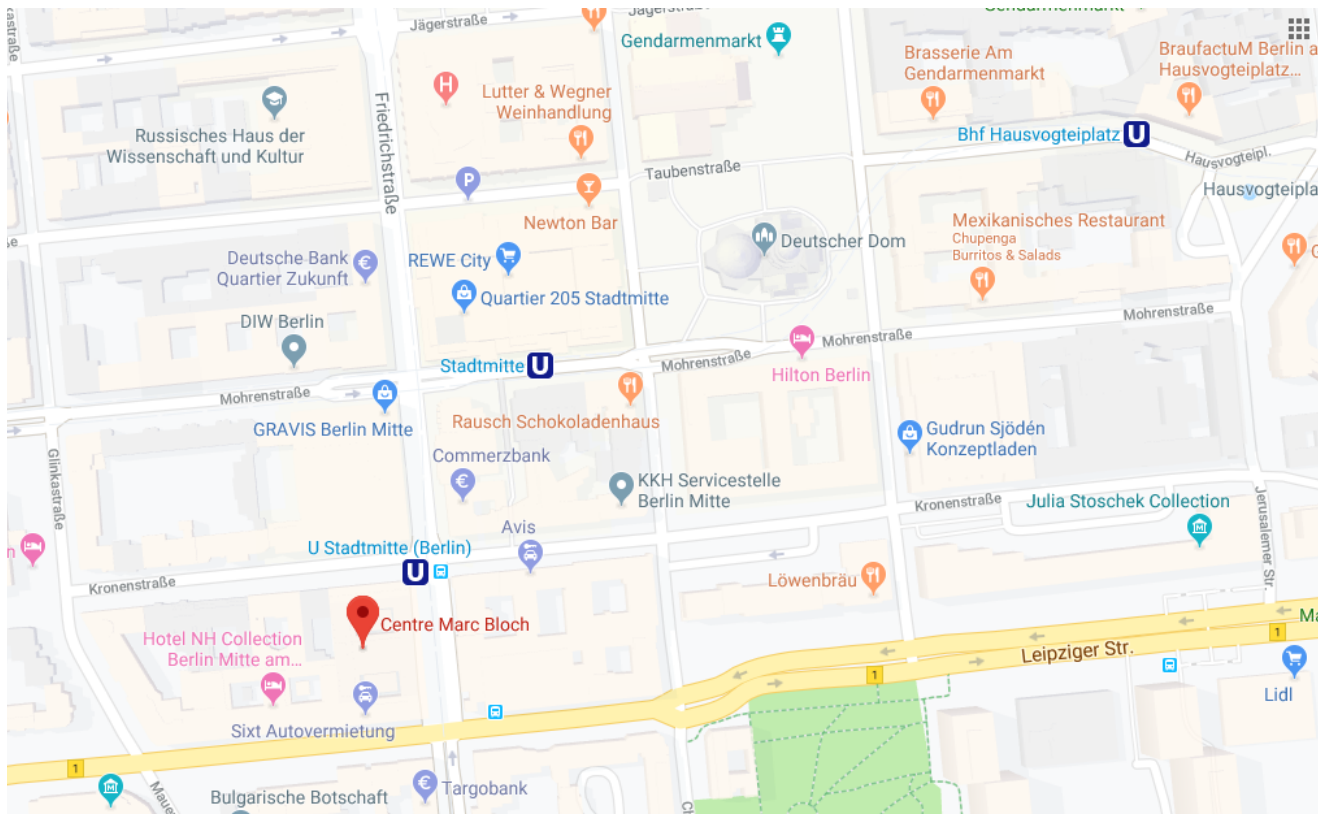 Jägerstraße
Jägerstraße
Gendarmenmarkt
Gendarmenmarkt
Brasserie Am
Gendarmenmarkt
BraufactuM Berlin a
Hausvogteiplatz...
Lutter & Wegner
Weinhandlung
H
Friedrichstraße
Russisches Haus der
Wissenschaft und Kultur
Bhf Hausvogteiplatz U
Hausvogteipl.
Taubenstraße
P
Hausvogteipla
Newton Bar
Mexikanisches Restaurant
Chupenga
Burritos & Salads
Deutscher Dom
Deutsche Bank
Quartier Zukunft
€
REWE City
Quartier 205 Stadtmitte
DIW Berlin
Mohrenstraße
Mohrenstraße
Mohrenstraße
Stadtmitte U
Hilton Berlin
Mohrenstraße
GRAVIS Berlin Mitte
Rausch Schokoladenhaus
Gudrun Sjödén
Konzeptladen
Glinkastraße
Commerzbank
€
KKH Servicestelle
Berlin Mitte
Kronenstraße
Julia Stoschek Collection
M
Jerusalemer Str.
Avis
U Stadtmitte (Berlin)
U
Kronenstraße
Löwenbräu
Centre Marc Bloch
Hotel NH Collection
Berlin Mitte am...
Leipziger Str.
1
1
1
Lidl
Sixt Autovermietung
Targobank
€
Bulgarische Botschaft
M